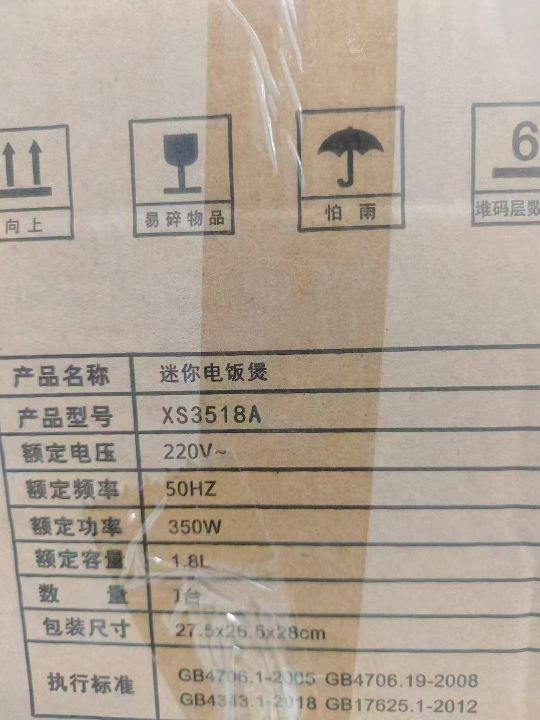 向上 易碎物品 怕雨 6 堆码层数
产品名称 迷你电饭煲
产品型号 XS3518A
额定电压 220V~
额定频率 50HZ
额定功率 350W
额定容量 1.8L
数量 1台
包装尺寸 27.5x26.5x28cm
执行标准 GB4706.1-2005 GB4706.19-2008
GB4343.1-2018 GB17625.1-2012